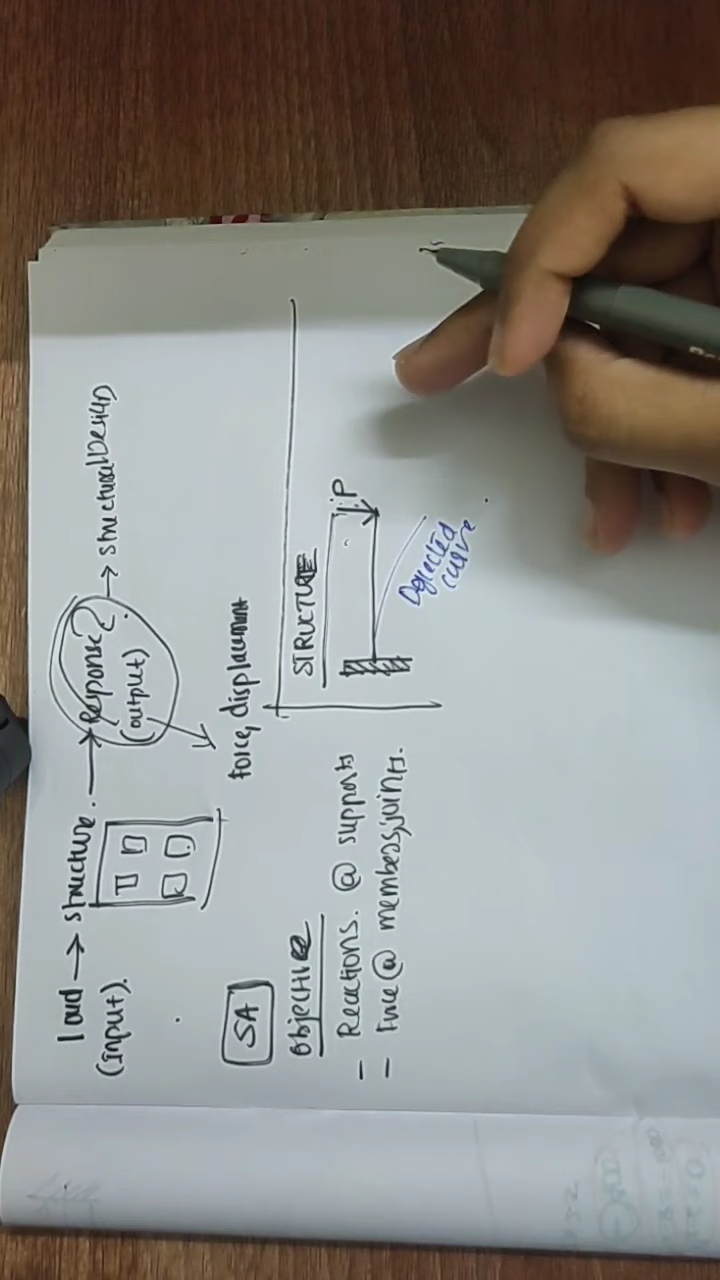 load → structure. → Response? → structural Design
(input). (output)
force, displacement
SA
objective
- Reactions. @ supports
- Force @ members, joints.
STRUCTURE
P
Deflected
curve.